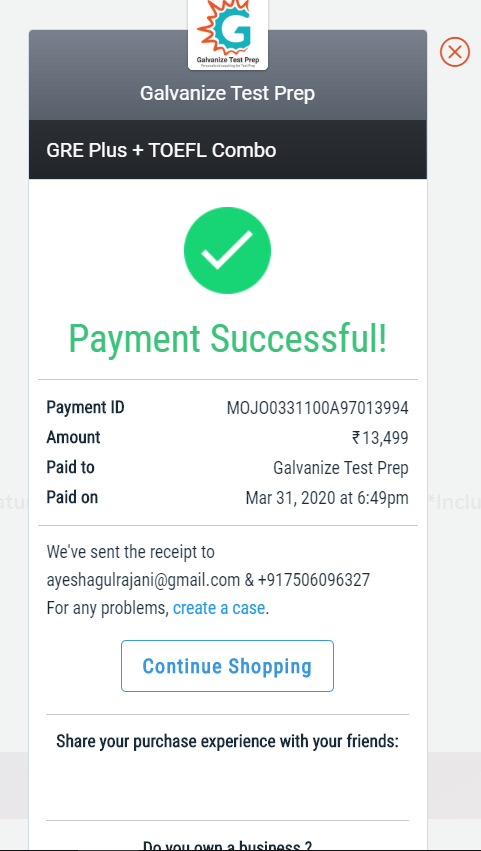 G
Galvanize Test Prep
Galvanize Test Prep
GRE Plus + TOEFL Combo
Payment Successful!
Payment ID MOJO0331100A97013994
Amount ₹13,499
Paid to Galvanize Test Prep
Paid on Mar 31, 2020 at 6:49pm
atu
*Inclu
We've sent the receipt to
ayeshagulrajani@gmail.com & +917506096327
For any problems, create a case.
Continue Shopping
Share your purchase experience with your friends:
Do you own a business ?